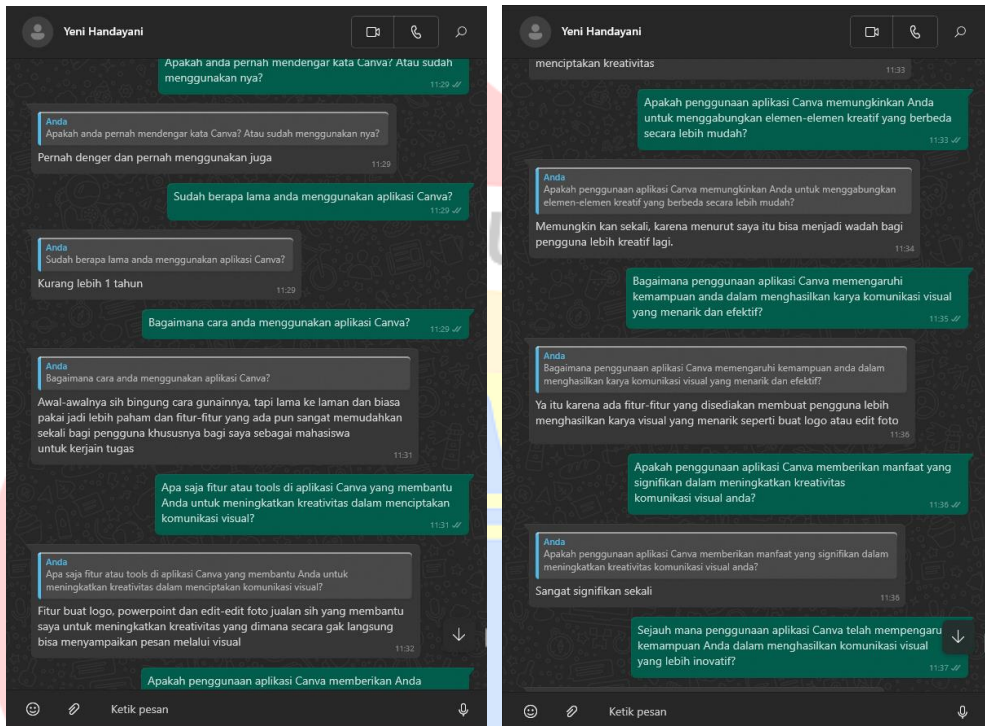 Yeni Handayani
Apakah anda pernah mendengar kata Canva? Atau sudah
menggunakan nya?
11:29
Anda
Apakah anda pernah mendengar kata Canva? Atau sudah menggunakan nya?
Pernah denger dan pernah menggunakan juga
11:29
Sudah berapa lama anda menggunakan aplikasi Canva?
11:29
Anda
Sudah berapa lama anda menggunakan aplikasi Canva?
Kurang lebih 1 tahun
11:29
Bagaimana cara anda menggunakan aplikasi Canva?
11:29
Anda
Bagaimana cara anda menggunakan aplikasi Canva?
Awal-awalnya sih bingung cara gunainnya, tapi lama ke laman dan biasa
pakai jadi lebih paham dan fitur-fitur yang ada pun sangat memudahkan
sekali bagi pengguna khususnya bagi saya sebagai mahasiswa
untuk kerjain tugas
11:31
Apa saja fitur atau tools di aplikasi Canva yang membantu
Anda untuk meningkatkan kreativitas dalam menciptakan
komunikasi visual?
11:31
Anda
Apa saja fitur atau tools di aplikasi Canva yang membantu Anda untuk
meningkatkan kreativitas dalam menciptakan komunikasi visual?
Fitur buat logo, powerpoint dan edit-edit foto jualan sih yang membantu
saya untuk meningkatkan kreativitas yang dimana secara gak langsung
bisa menyampaikan pesan melalui visual
11:32
Apakah penggunaan aplikasi Canva memberikan Anda
Ketik pesan
Yeni Handayani
menciptakan kreativitas
11:33
Apakah penggunaan aplikasi Canva memungkinkan Anda
untuk menggabungkan elemen-elemen kreatif yang berbeda
secara lebih mudah?
11:33
Anda
Apakah penggunaan aplikasi Canva memungkinkan Anda untuk menggabungkan
elemen-elemen kreatif yang berbeda secara lebih mudah?
Memungkin kan sekali, karena menurut saya itu bisa menjadi wadah bagi
pengguna lebih kreatif lagi.
11:34
Bagaimana penggunaan aplikasi Canva memengaruhi
kemampuan anda dalam menghasilkan karya komunikasi visual
yang menarik dan efektif?
11:35
Anda
Bagaimana penggunaan aplikasi Canva memengaruhi kemampuan anda dalam
menghasilkan karya komunikasi visual yang menarik dan efektif?
Ya itu karena ada fitur-fitur yang disediakan membuat pengguna lebih
menghasilkan karya visual yang menarik seperti buat logo atau edit foto
11:36
Apakah penggunaan aplikasi Canva memberikan manfaat yang
signifikan dalam meningkatkan kreativitas
komunikasi visual anda?
11:36
Anda
Apakah penggunaan aplikasi Canva memberikan manfaat yang signifikan dalam
meningkatkan kreativitas komunikasi visual anda?
Sangat signifikan sekali
11:36
Sejauh mana penggunaan aplikasi Canva telah mempengaru
kemampuan Anda dalam menghasilkan komunikasi visual
yang lebih inovatif?
11:37
Ketik pesan